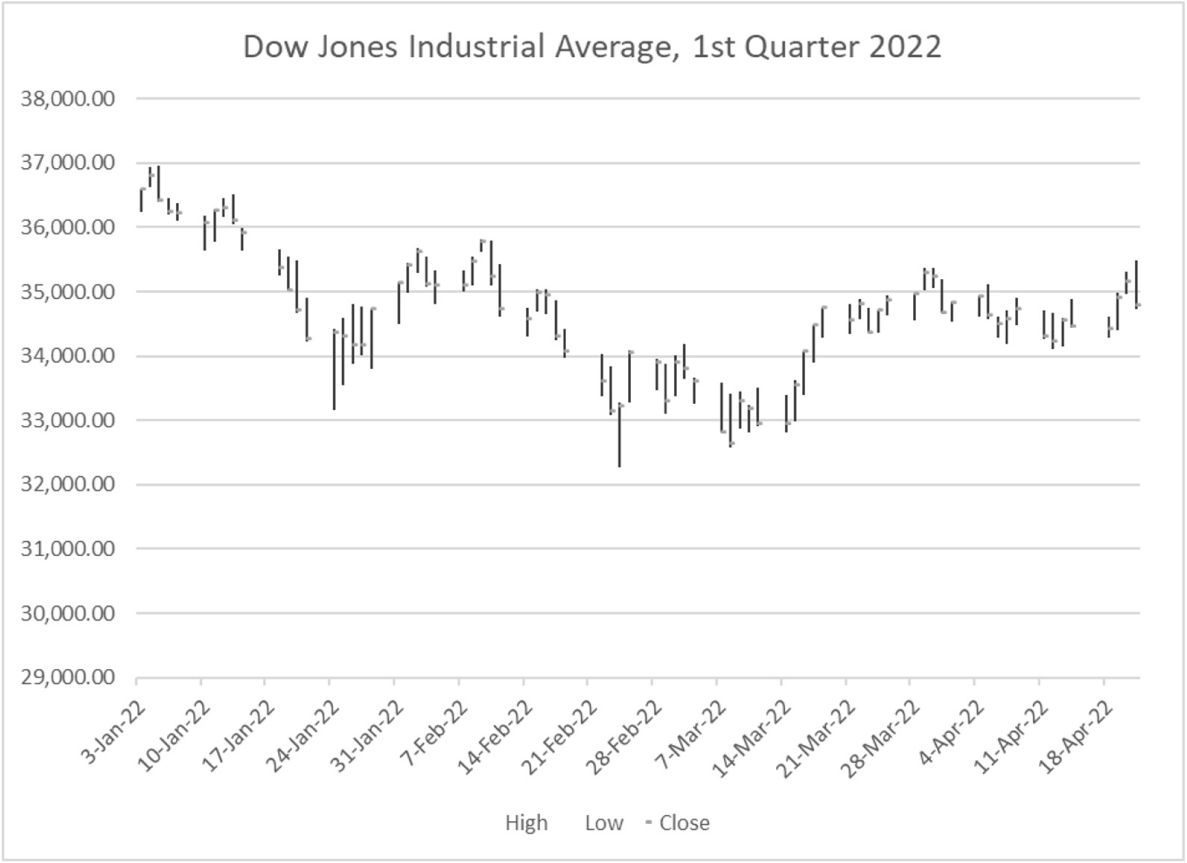 Dow Jones Industrial Average, 1st Quarter 2022
38,000.00
37,000.00
36,000.00
35,000.00
34,000.00
33,000.00
32,000.00
31,000.00
30,000.00
29,000.00
3-Jan-22
10-Jan-22
17-Jan-22
24-Jan-22
31-Jan-22
7-Feb-22
14-Feb-22
21-Feb-22
28-Feb-22
7-Mar-22
14-Mar-22
21-Mar-22
28-Mar-22
4-Apr-22
11-Apr-22
18-Apr-22
High Low Close